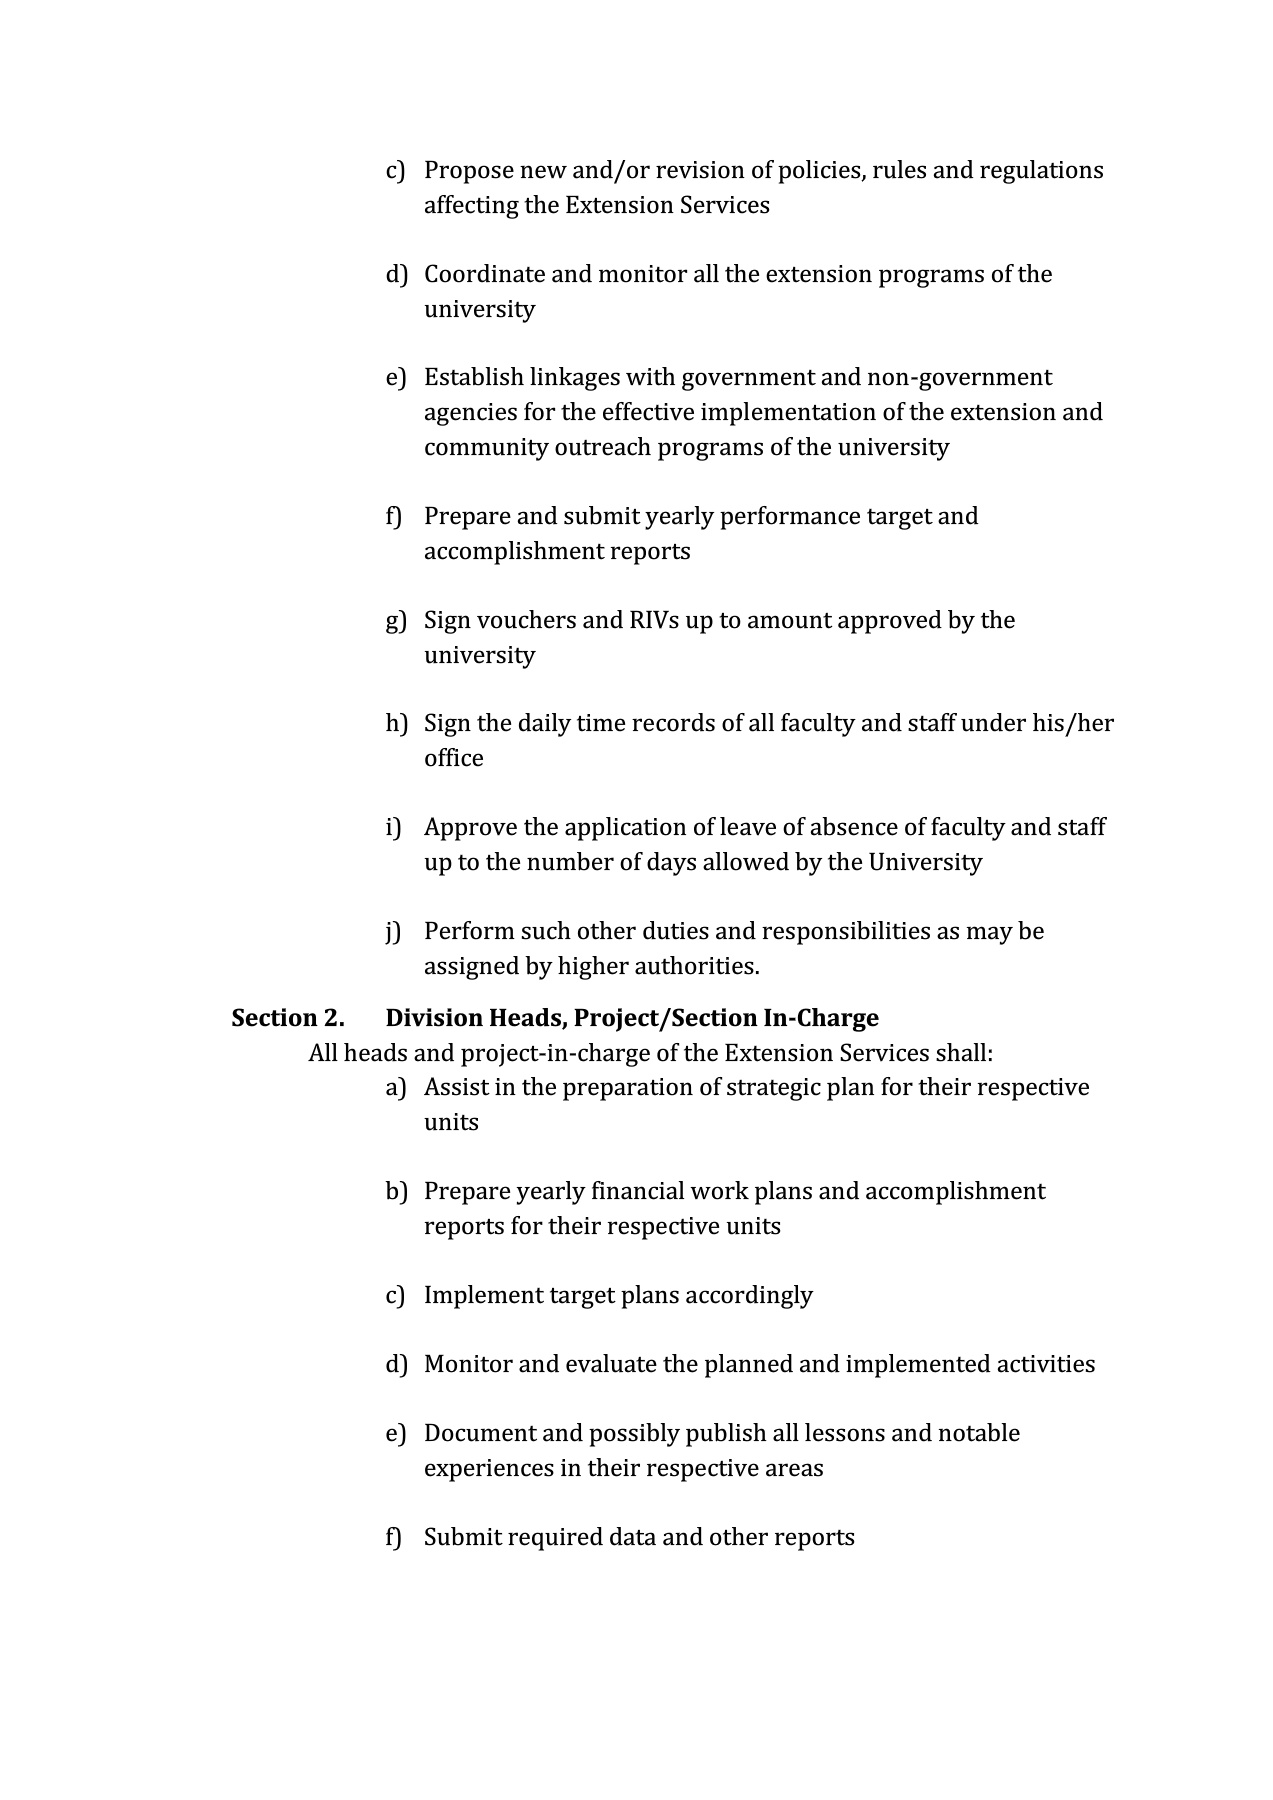 c) Propose new and/or revision of policies, rules and regulations
affecting the Extension Services
d) Coordinate and monitor all the extension programs of the
university
e) Establish linkages with government and non-government
agencies for the effective implementation of the extension and
community outreach programs of the university
f) Prepare and submit yearly performance target and
accomplishment reports
g) Sign vouchers and RIVs up to amount approved by the
university
h) Sign the daily time records of all faculty and staff under his/her
office
i) Approve the application of leave of absence of faculty and staff
up to the number of days allowed by the University
j) Perform such other duties and responsibilities as may be
assigned by higher authorities.
Section 2. Division Heads, Project/Section In-Charge
All heads and project-in-charge of the Extension Services shall:
a) Assist in the preparation of strategic plan for their respective
units
b) Prepare yearly financial work plans and accomplishment
reports for their respective units
c) Implement target plans accordingly
d) Monitor and evaluate the planned and implemented activities
e) Document and possibly publish all lessons and notable
experiences in their respective areas
f) Submit required data and other reports